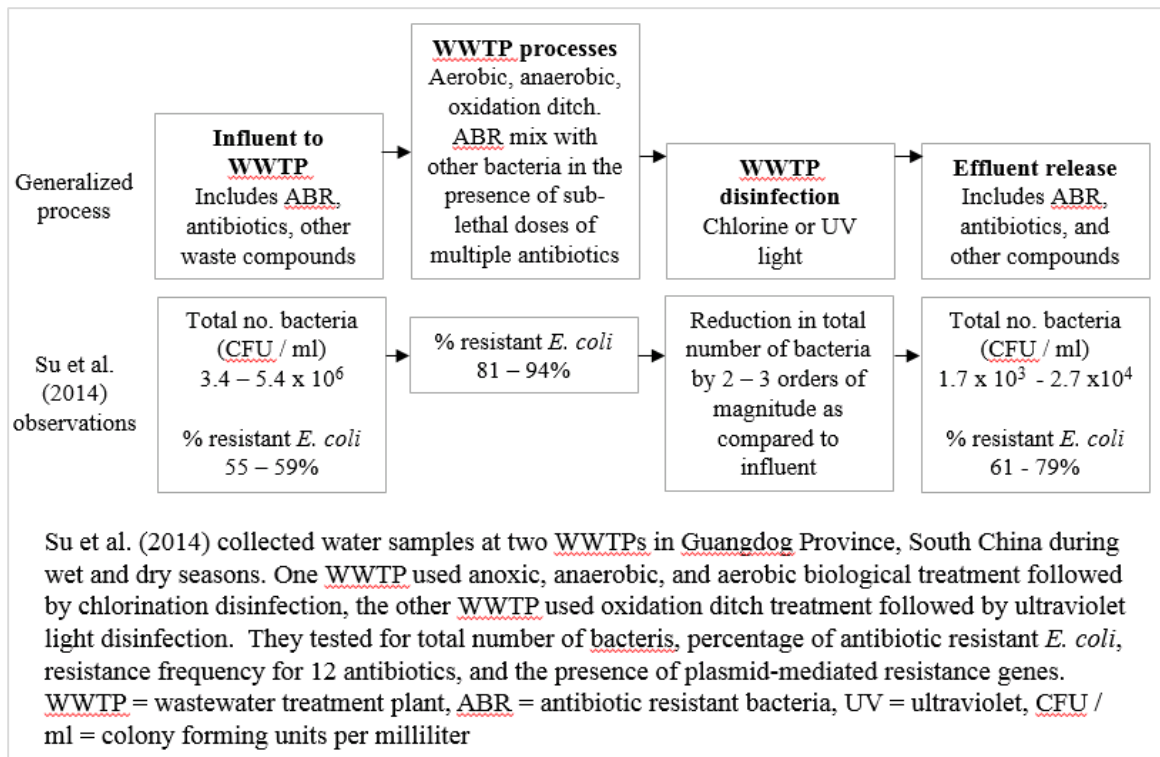 Generalized
process
Influent to
WWTP
Includes ABR,
antibiotics, other
waste compounds
WWTP processes
Aerobic, anaerobic,
oxidation ditch.
ABR mix with
other bacteria in the
presence of sub-
lethal doses of
multiple antibiotics
WWTP
disinfection
Chlorine or UV
light
Effluent release
Includes ABR,
antibiotics, and
other compounds
Su et al.
(2014)
observations
Total no. bacteria
(CFU / ml)
3.4 – 5.4 x 10⁶
% resistant E. coli
55 – 59%
% resistant E. coli
81 – 94%
Reduction in total
number of bacteria
by 2 – 3 orders of
magnitude as
compared to
influent
Total no. bacteria
(CFU / ml)
1.7 x 10³ - 2.7 x10⁴
% resistant E. coli
61 - 79%
Su et al. (2014) collected water samples at two WWTPs in Guangdog Province, South China during
wet and dry seasons. One WWTP used anoxic, anaerobic, and aerobic biological treatment followed
by chlorination disinfection, the other WWTP used oxidation ditch treatment followed by ultraviolet
light disinfection.  They tested for total number of bacteris, percentage of antibiotic resistant E. coli,
resistance frequency for 12 antibiotics, and the presence of plasmid-mediated resistance genes.
WWTP = wastewater treatment plant, ABR = antibiotic resistant bacteria, UV = ultraviolet, CFU /
ml = colony forming units per milliliter